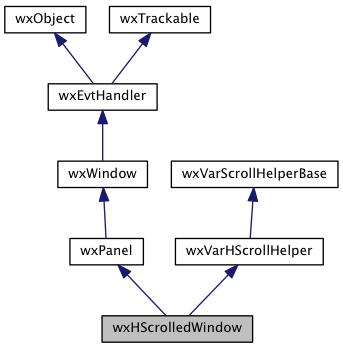 wxObject
wxTrackable
wxEvtHandler
wxWindow
wxVarScrollHelperBase
wxPanel
wxVarHScrollHelper
wxHScrolledWindow